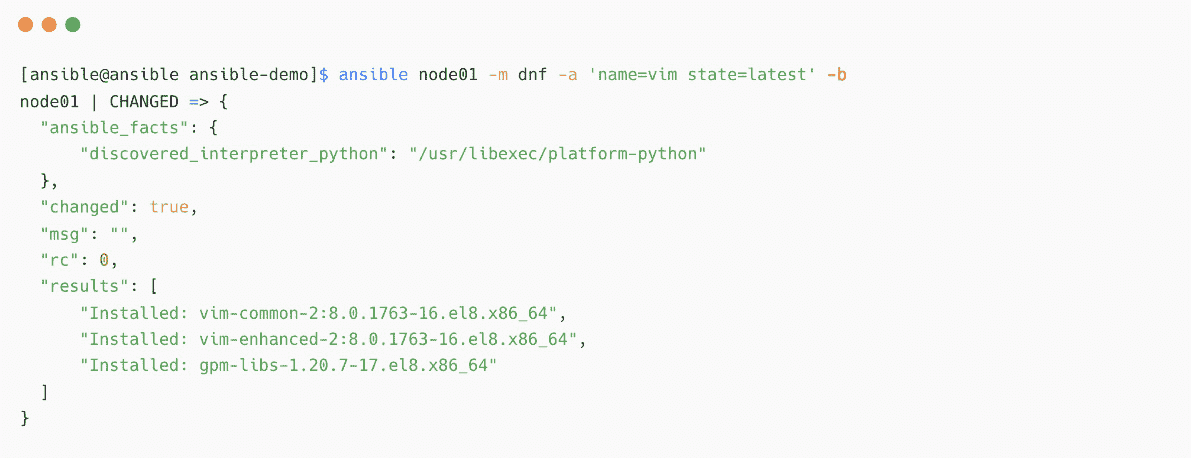 [ansible@ansible ansible-demo]$ ansible node01 -m dnf -a 'name=vim state=latest' -b
node01 | CHANGED => {
  "ansible_facts": {
      "discovered_interpreter_python": "/usr/libexec/platform-python"
  },
  "changed": true,
  "msg": "",
  "rc": 0,
  "results": [
      "Installed: vim-common-2:8.0.1763-16.el8.x86_64",
      "Installed: vim-enhanced-2:8.0.1763-16.el8.x86_64",
      "Installed: gpm-libs-1.20.7-17.el8.x86_64"
  ]
}